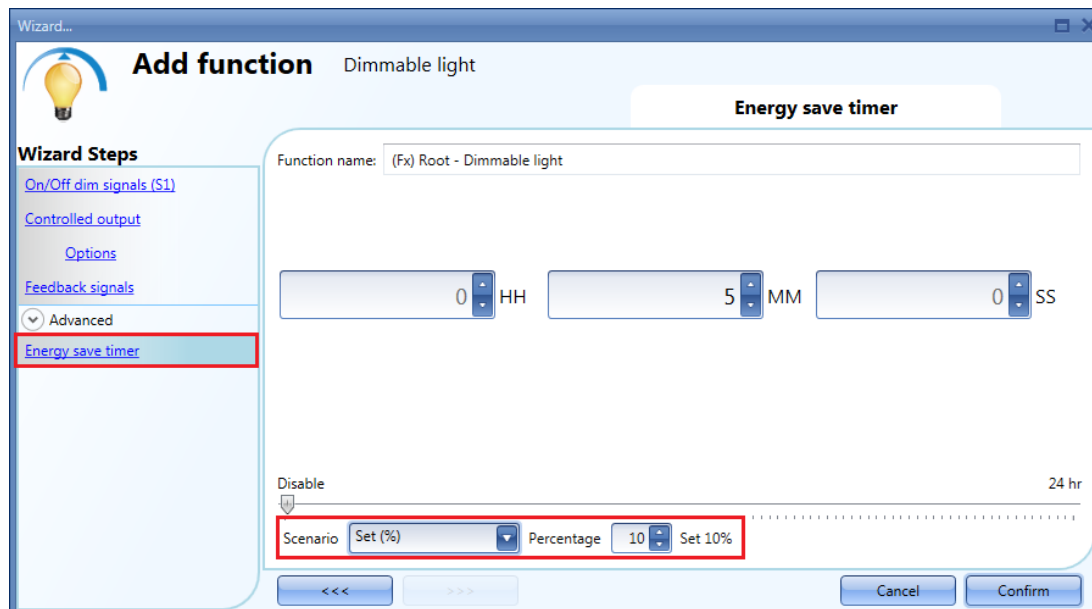 Wizard...
Add function Dimmable light
Energy save timer
Wizard Steps
On/Off dim signals (S1)
Controlled output
Options
Feedback signals
Advanced
Energy save timer
Function name: (Fx) Root - Dimmable light
0 HH 5 MM 0 SS
Disable 24 hr
Scenario Set (%) Percentage 10 Set 10%
<<< >>> Cancel Confirm